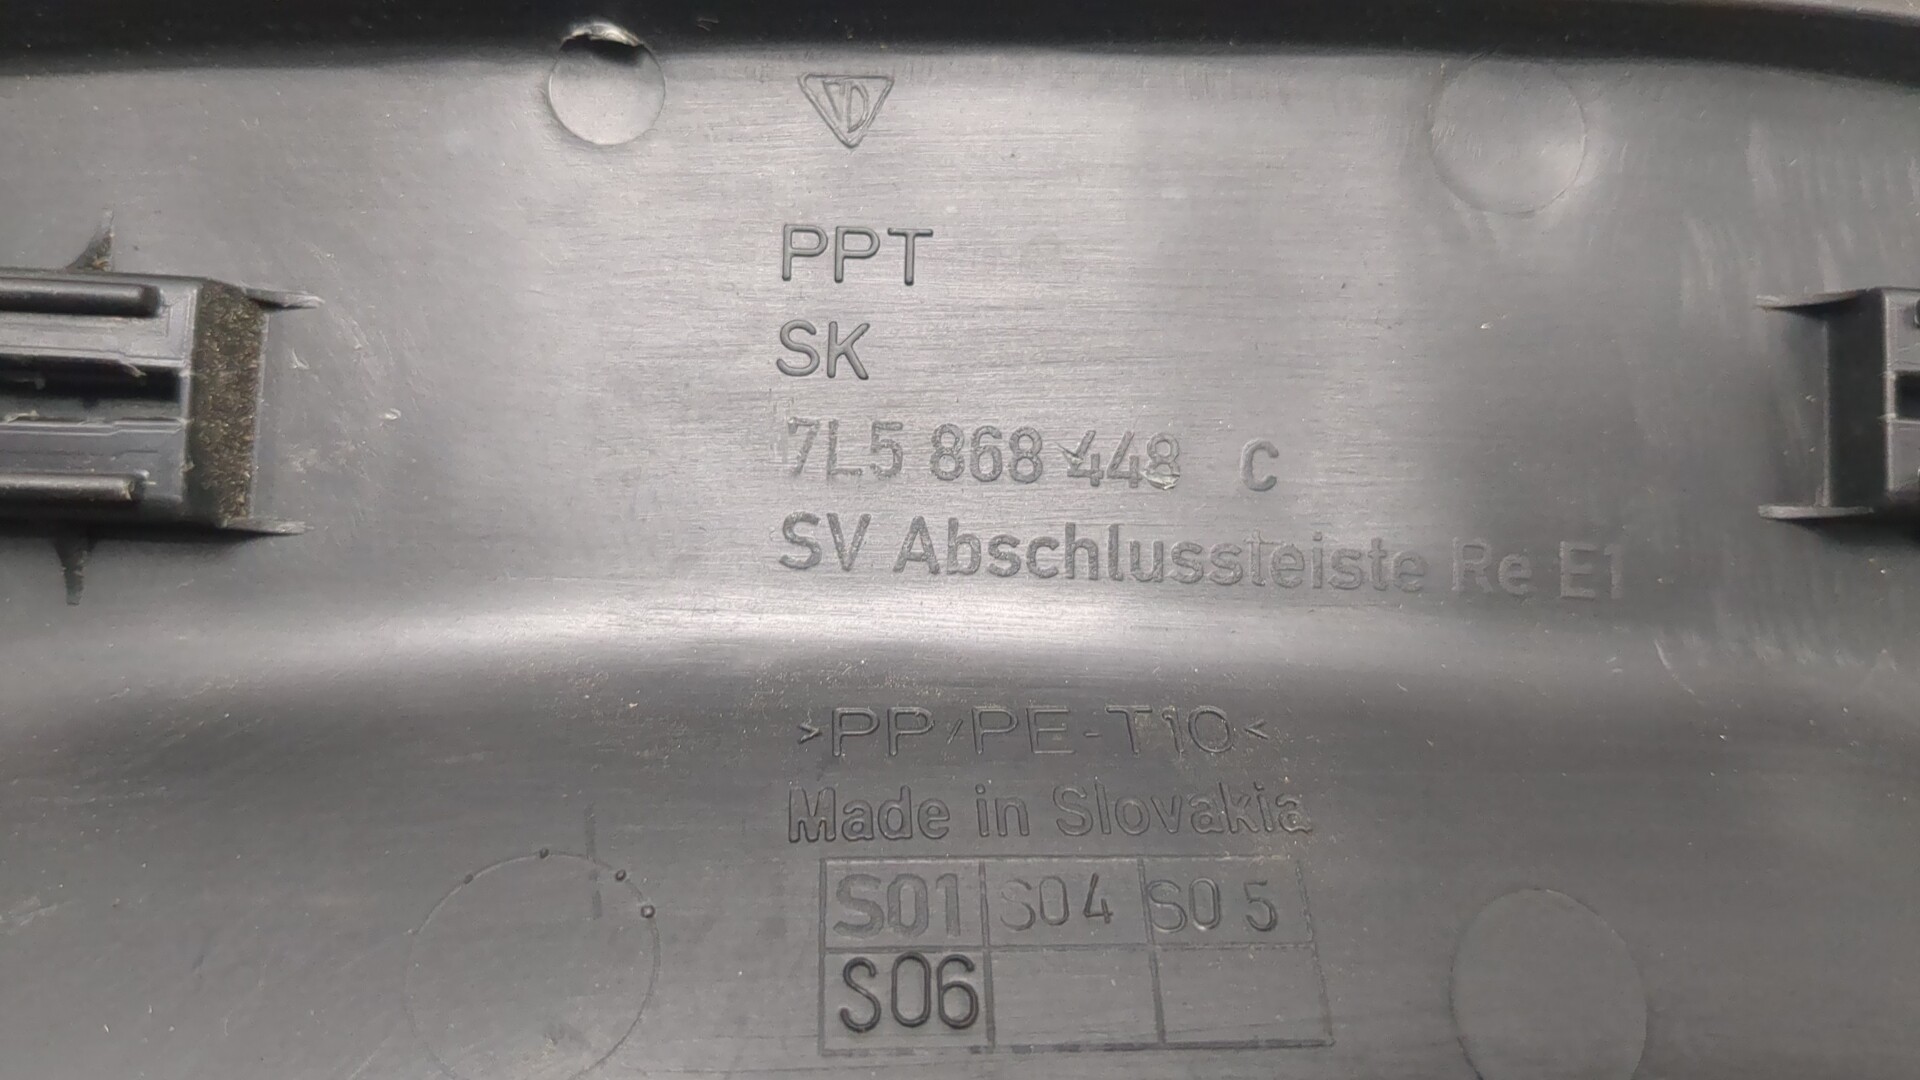 PPT
SK
7L5 868 448 C
SV Abschlussleiste Re E1
>PP/PE-T10<
Made in Slovakia
S01 S04 S05
S06